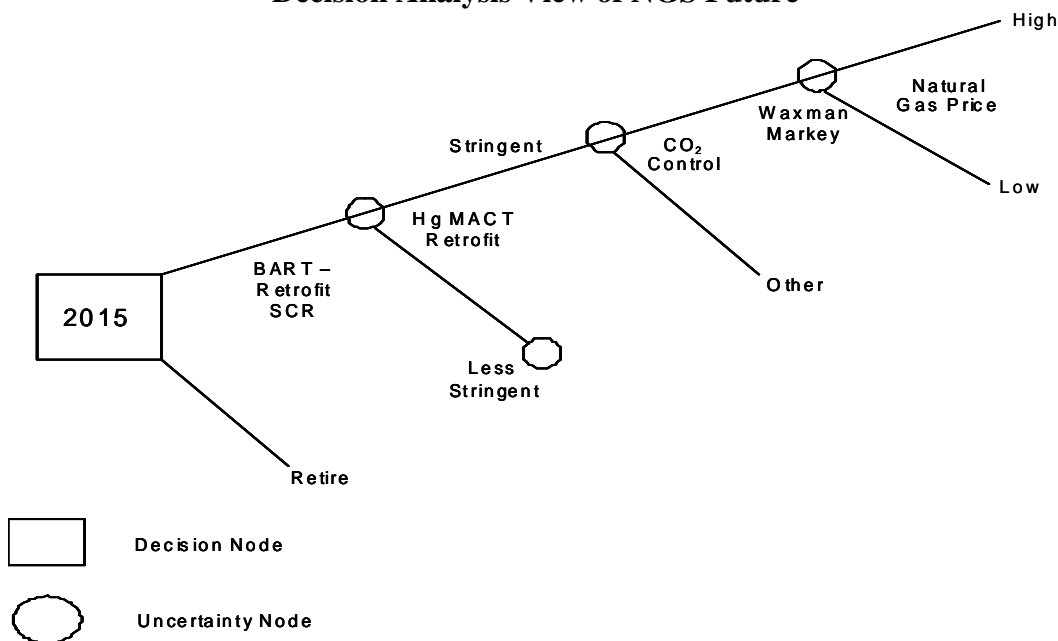 Decision Analysis View of NGS Future
High
Natural
Gas Price
Waxman
Markey
Low
Stringent
CO₂
Control
Hg MACT
Retrofit
Other
BART –
Retrofit
SCR
2015
Less
Stringent
Retire
Decision Node
Uncertainty Node